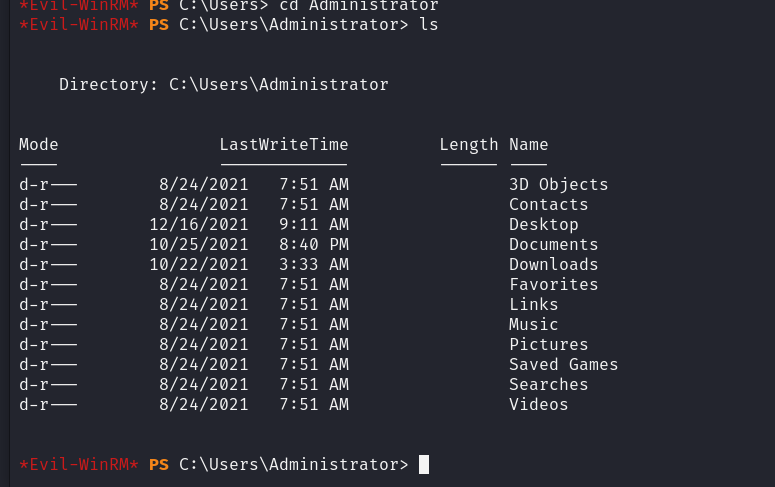 *Evil-WinRM* PS C:\Users> cd Administrator
*Evil-WinRM* PS C:\Users\Administrator> ls
Directory: C:\Users\Administrator
Mode LastWriteTime Length Name
---- ------------- ------ ----
d-r--- 8/24/2021 7:51 AM 3D Objects
d-r--- 8/24/2021 7:51 AM Contacts
d-r--- 12/16/2021 9:11 AM Desktop
d-r--- 10/25/2021 8:40 PM Documents
d-r--- 10/22/2021 3:33 AM Downloads
d-r--- 8/24/2021 7:51 AM Favorites
d-r--- 8/24/2021 7:51 AM Links
d-r--- 8/24/2021 7:51 AM Music
d-r--- 8/24/2021 7:51 AM Pictures
d-r--- 8/24/2021 7:51 AM Saved Games
d-r--- 8/24/2021 7:51 AM Searches
d-r--- 8/24/2021 7:51 AM Videos
*Evil-WinRM* PS C:\Users\Administrator>